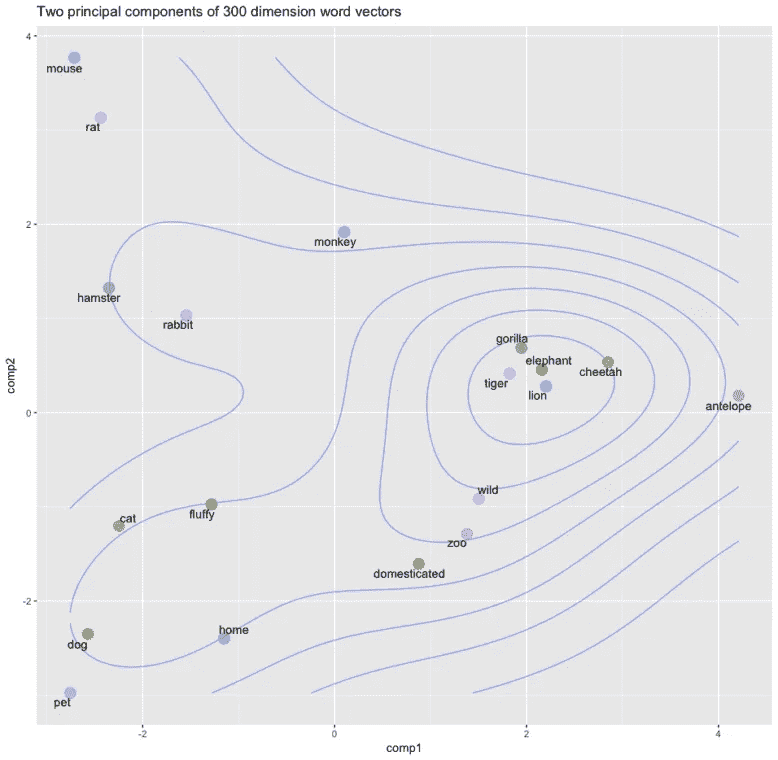 Two principal components of 300 dimension word vectors
4
mouse
rat
2
monkey
hamster
rabbit
gorilla
elephant
cheetah
tiger
lion
antelope
comp2
0
wild
cat
fluffy
zoo
domesticated
-2
home
dog
pet
-2
0
2
4
comp1